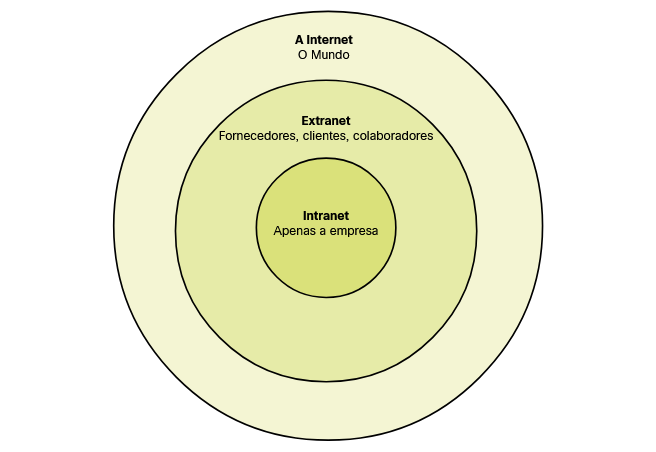 A Internet
O Mundo
Extranet
Fornecedores, clientes, colaboradores
Intranet
Apenas a empresa